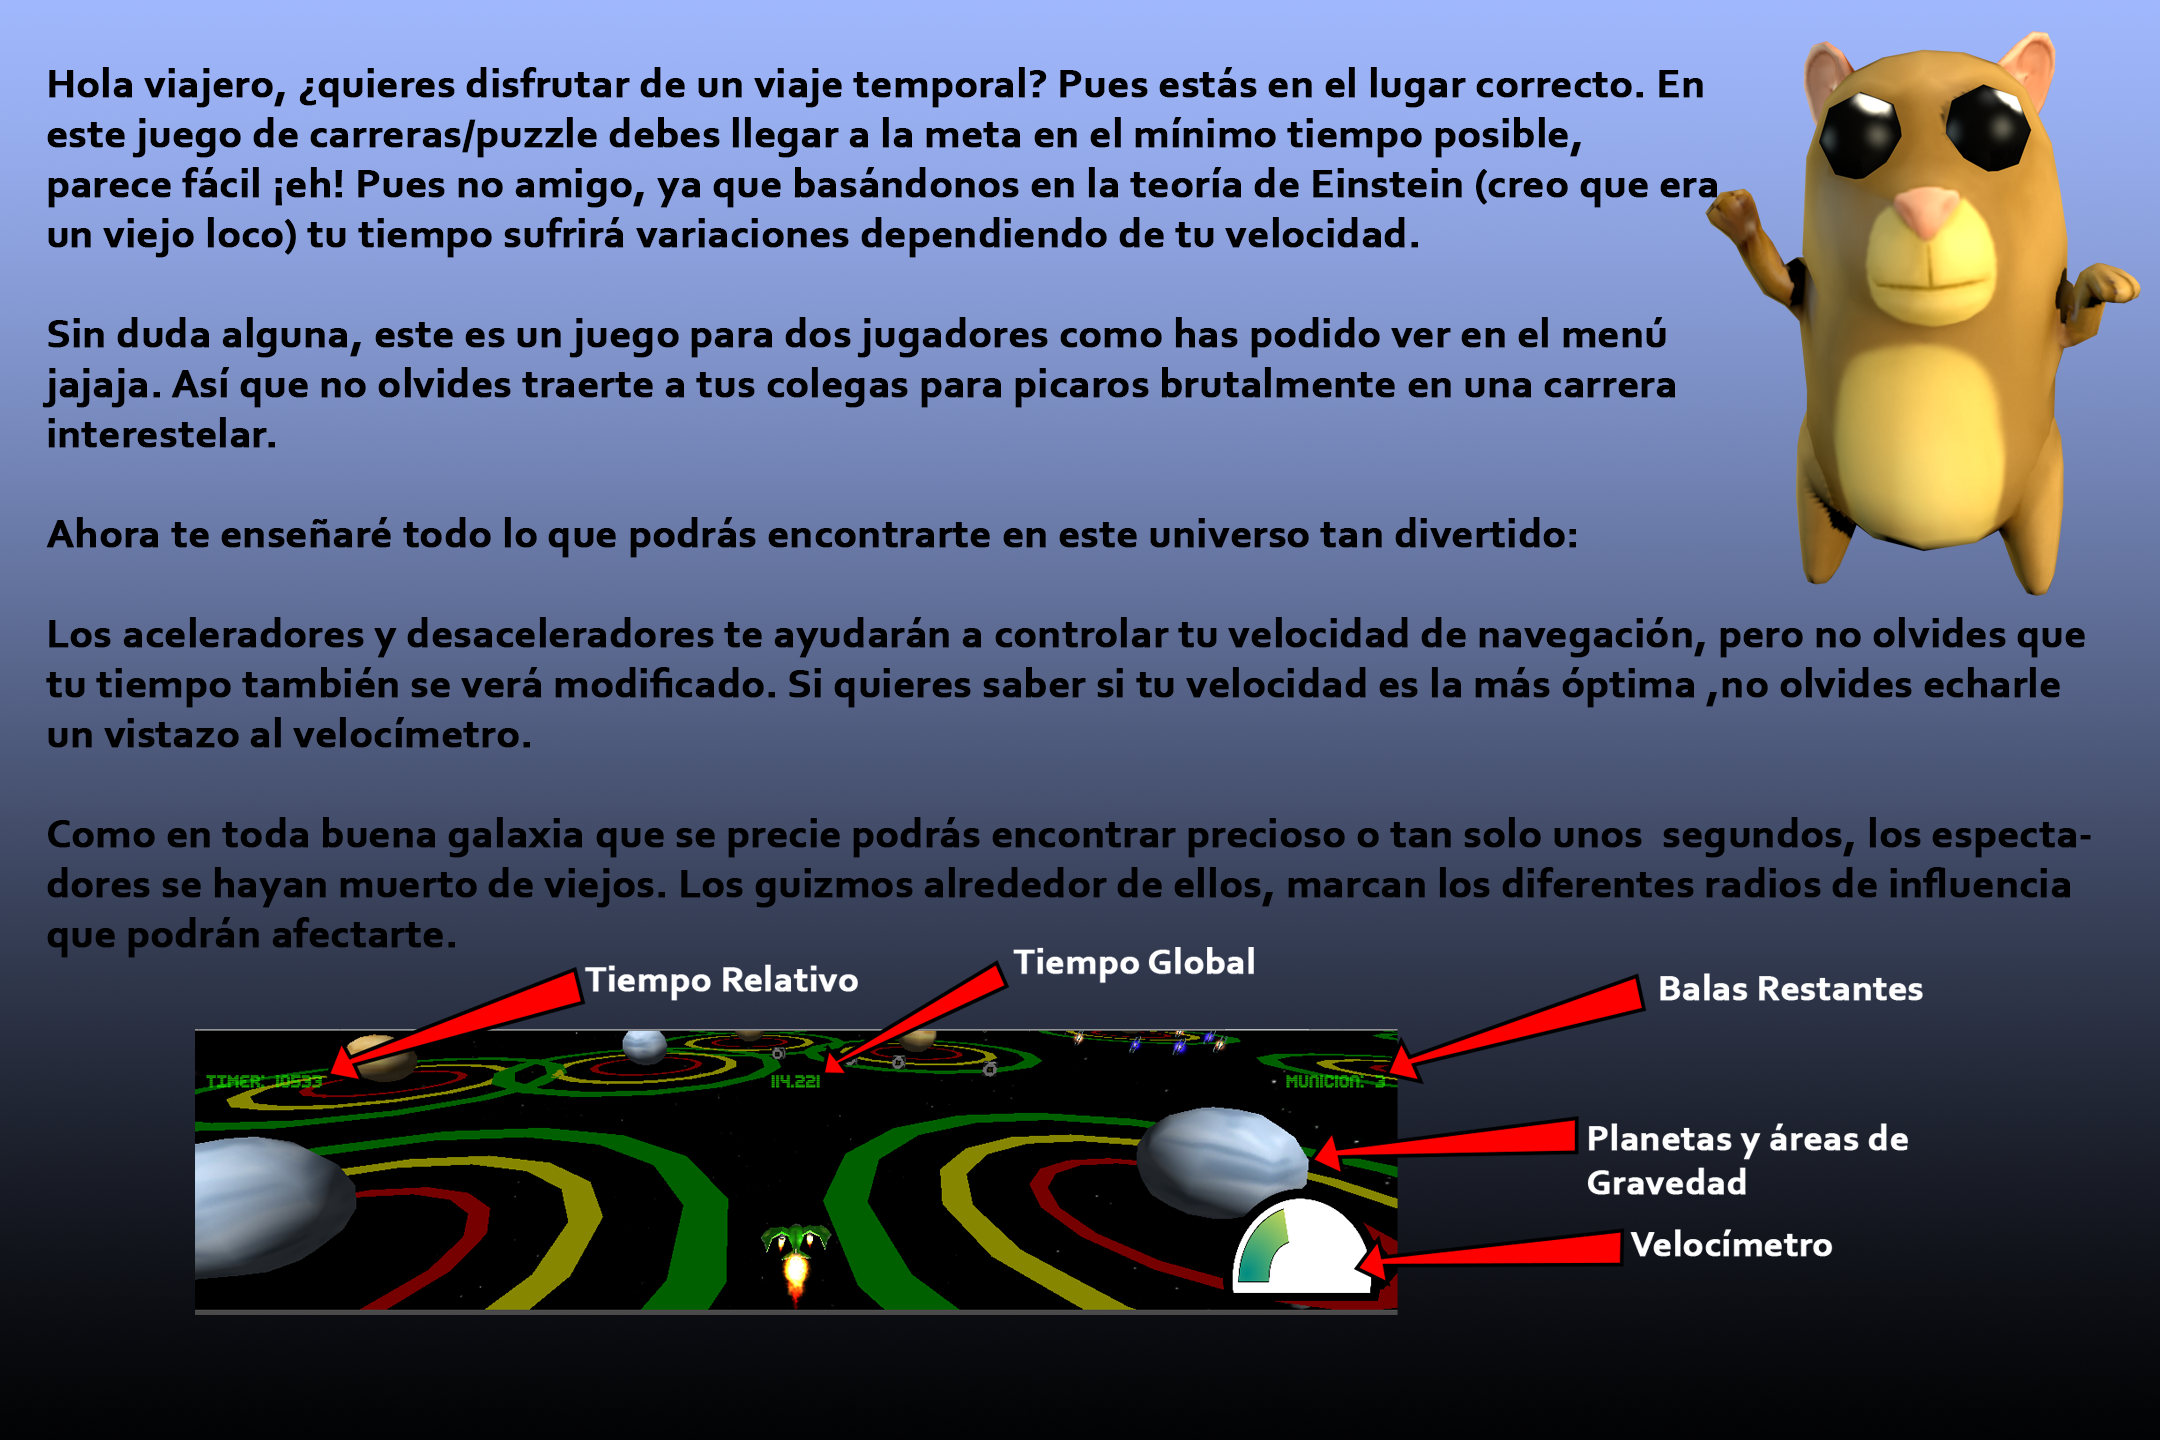 Hola viajero, ¿quieres disfrutar de un viaje temporal? Pues estás en el lugar correcto. En
este juego de carreras/puzzle debes llegar a la meta en el mínimo tiempo posible,
parece fácil ¡eh! Pues no amigo, ya que basándonos en la teoría de Einstein (creo que era
un viejo loco) tu tiempo sufrirá variaciones dependiendo de tu velocidad.
Sin duda alguna, este es un juego para dos jugadores como has podido ver en el menú
jajaja. Así que no olvides traerte a tus colegas para picaros brutalmente en una carrera
interestelar.
Ahora te enseñaré todo lo que podrás encontrarte en este universo tan divertido:
Los aceleradores y desaceleradores te ayudarán a controlar tu velocidad de navegación, pero no olvides que
tu tiempo también se verá modificado. Si quieres saber si tu velocidad es la más óptima ,no olvides echarle
un vistazo al velocímetro.
Como en toda buena galaxia que se precie podrás encontrar precioso o tan solo unos  segundos, los especta-
dores se hayan muerto de viejos. Los guizmos alrededor de ellos, marcan los diferentes radios de influencia
que podrán afectarte.
Tiempo Relativo
Tiempo Global
Balas Restantes
TIMER: 10593
114.221
MUNICION: 3
Planetas y áreas de
Gravedad
Velocímetro